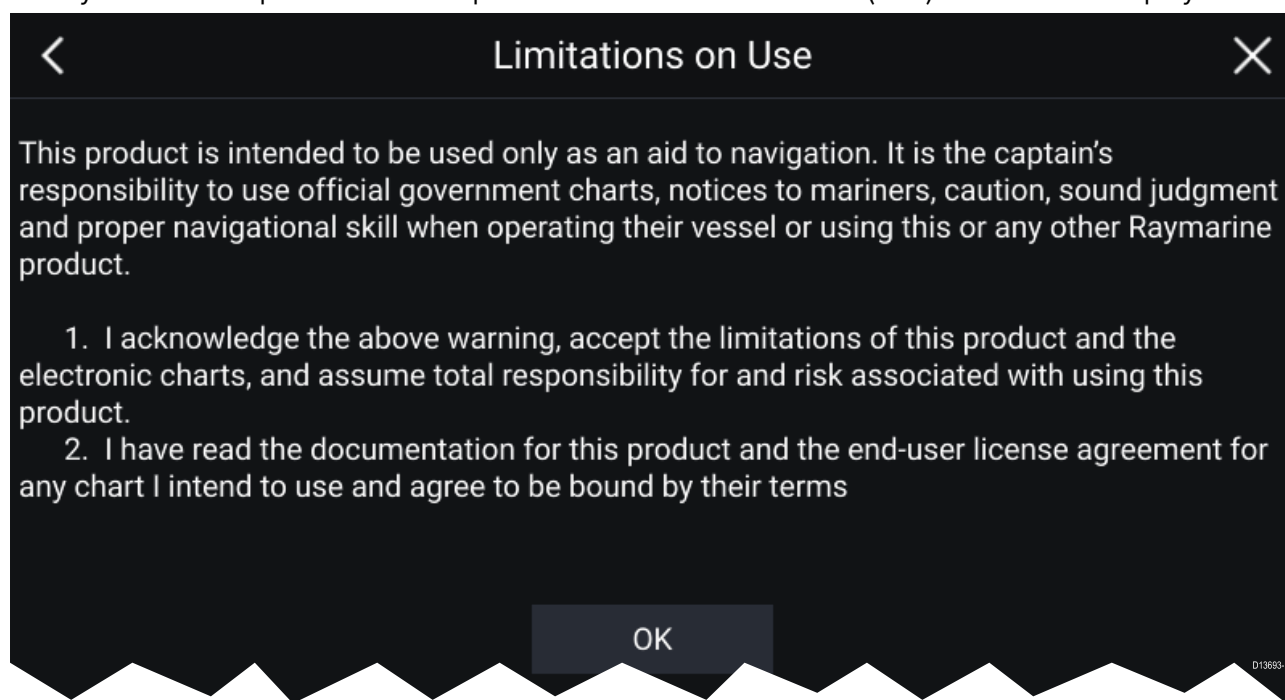 Limitations on Use
This product is intended to be used only as an aid to navigation. It is the captain's
responsibility to use official government charts, notices to mariners, caution, sound judgment
and proper navigational skill when operating their vessel or using this or any other Raymarine
product.
1. I acknowledge the above warning, accept the limitations of this product and the
electronic charts, and assume total responsibility for and risk associated with using this
product.
2. I have read the documentation for this product and the end-user license agreement for
any chart I intend to use and agree to be bound by their terms
OK
D13693-